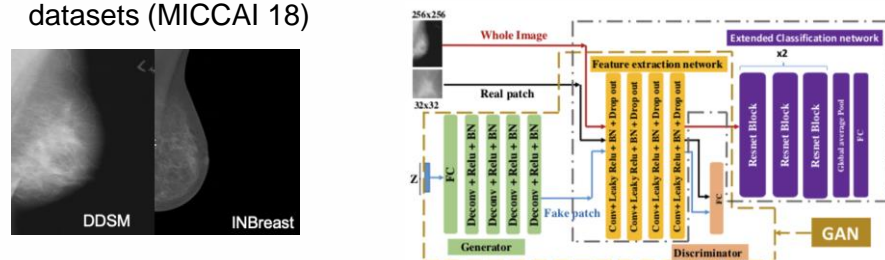 datasets (MICCAI 18)
DDSM
INBreast
256x256
Whole Image
Real patch
32x32
Z
FC
Deconv + Relu + BN
Deconv + Relu + BN
Deconv + Relu + BN
Deconv + Relu + BN
Generator
Fake patch
Feature extraction network
Conv+ Leaky Relu + BN + Drop out
Conv+ Leaky Relu + BN + Drop out
Conv+ Leaky Relu + BN + Drop out
Conv+ Leaky Relu + BN + Drop out
FC
Discriminator
Extended Classification network
x2
Resnet Block
Resnet Block
Resnet Block
Global average Pool
FC
GAN